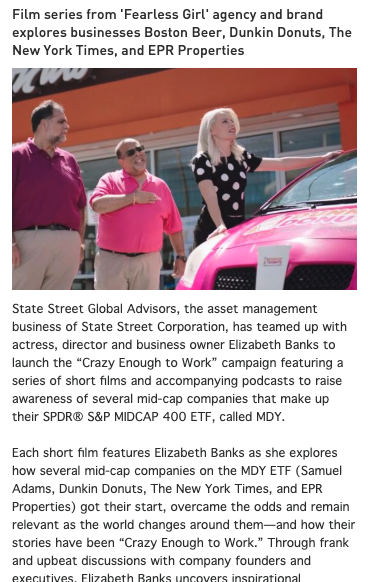 Film series from 'Fearless Girl' agency and brand
explores businesses Boston Beer, Dunkin Donuts, The
New York Times, and EPR Properties
State Street Global Advisors, the asset management
business of State Street Corporation, has teamed up with
actress, director and business owner Elizabeth Banks to
launch the “Crazy Enough to Work” campaign featuring a
series of short films and accompanying podcasts to raise
awareness of several mid-cap companies that make up
their SPDR® S&P MIDCAP 400 ETF, called MDY.
Each short film features Elizabeth Banks as she explores
how several mid-cap companies on the MDY ETF (Samuel
Adams, Dunkin Donuts, The New York Times, and EPR
Properties) got their start, overcame the odds and remain
relevant as the world changes around them—and how their
stories have been “Crazy Enough to Work.” Through frank
and upbeat discussions with company founders and
executives, Elizabeth Banks uncovers inspirational